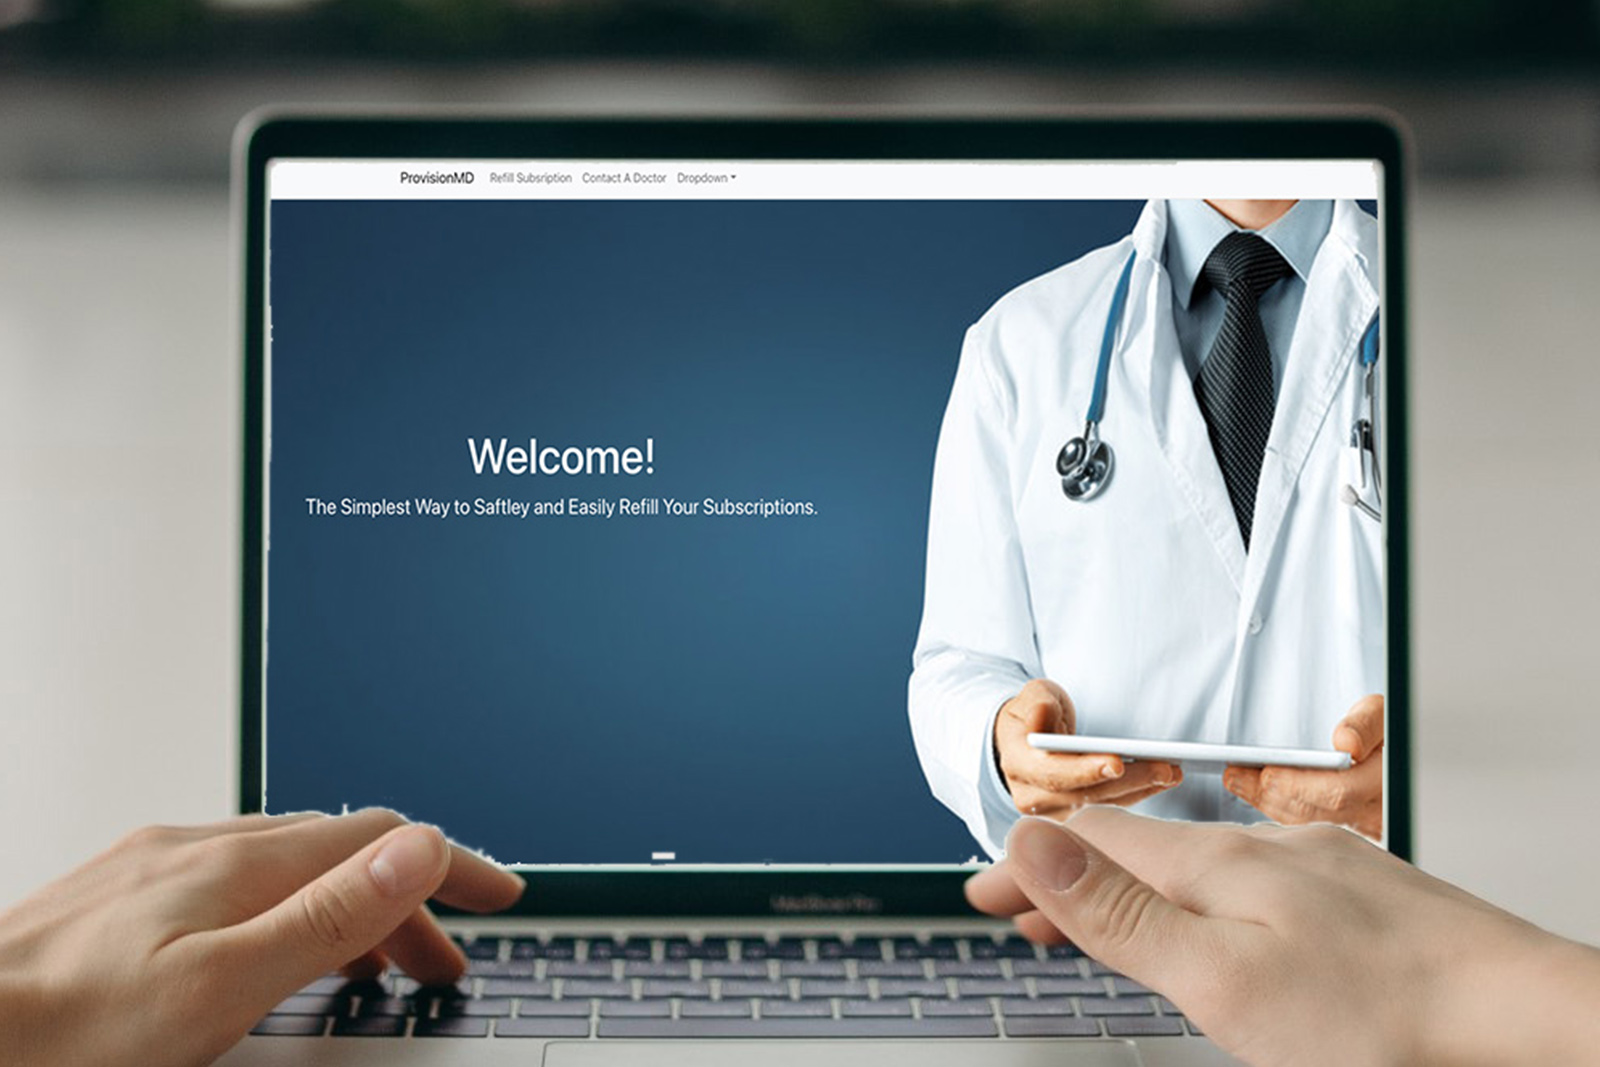 ProvisionMD Refill Subsription Contact A Doctor Dropdown
Welcome!
The Simplest Way to Saftley and Easily Refill Your Subscriptions.
MacBook Pro